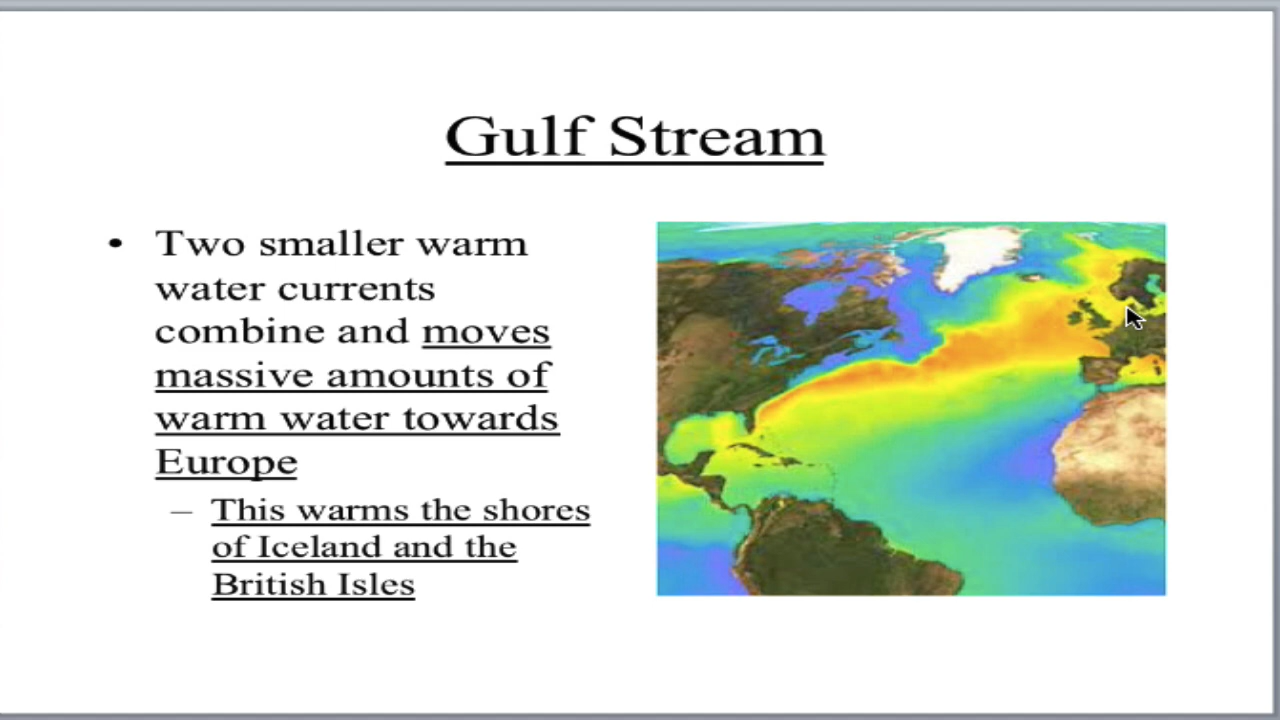 Gulf Stream
• Two smaller warm
water currents
combine and moves
massive amounts of
warm water towards
Europe
– This warms the shores
of Iceland and the
British Isles